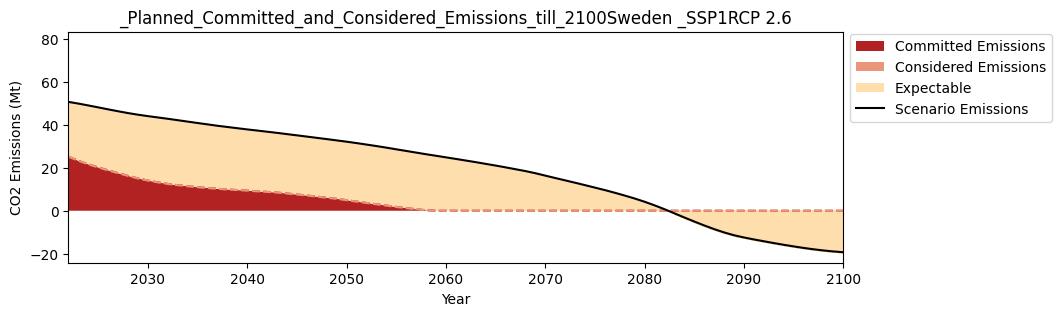 _Planned_Committed_and_Considered_Emissions_till_2100Sweden _SSP1RCP 2.6
80
60
40
20
0
−20
CO2 Emissions (Mt)
2030
2040
2050
2060
2070
2080
2090
2100
Year
Committed Emissions
Considered Emissions
Expectable
Scenario Emissions